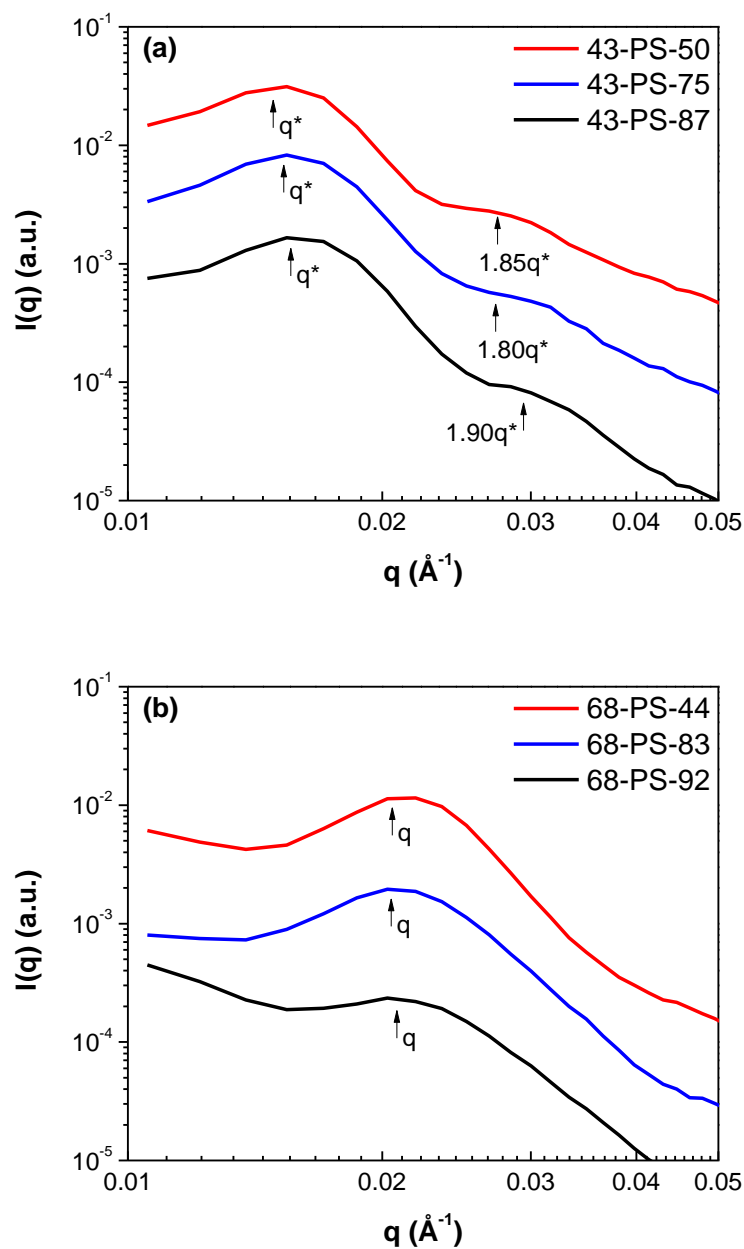 (a)
43-PS-50
43-PS-75
43-PS-87
q*
q*
q*
1.85q*
1.80q*
1.90q*
10⁻¹
10⁻²
10⁻³
10⁻⁴
10⁻⁵
I(q) (a.u.)
0.01
0.02
0.03
0.04
0.05
q (Å⁻¹)
(b)
68-PS-44
68-PS-83
68-PS-92
q
q
q
10⁻¹
10⁻²
10⁻³
10⁻⁴
10⁻⁵
I(q) (a.u.)
0.01
0.02
0.03
0.04
0.05
q (Å⁻¹)